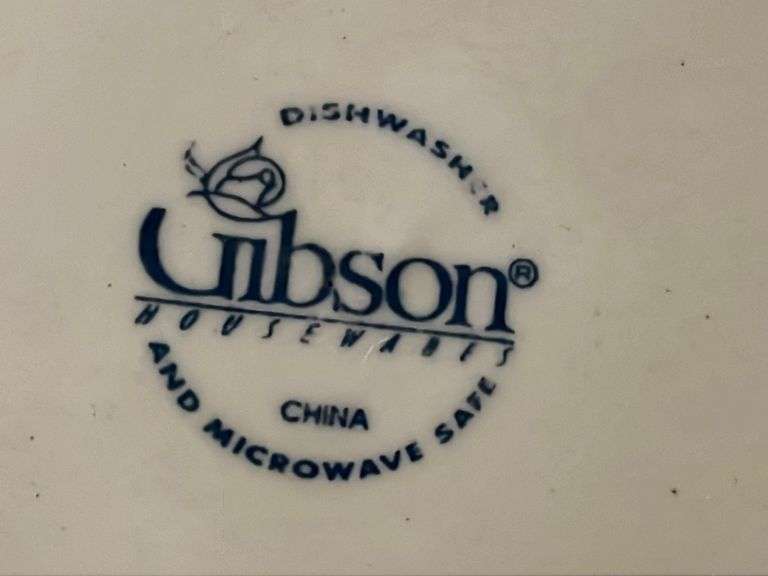 DISHWASHER
Gibson®
HOUSEWARES
CHINA
AND MICROWAVE SAFE